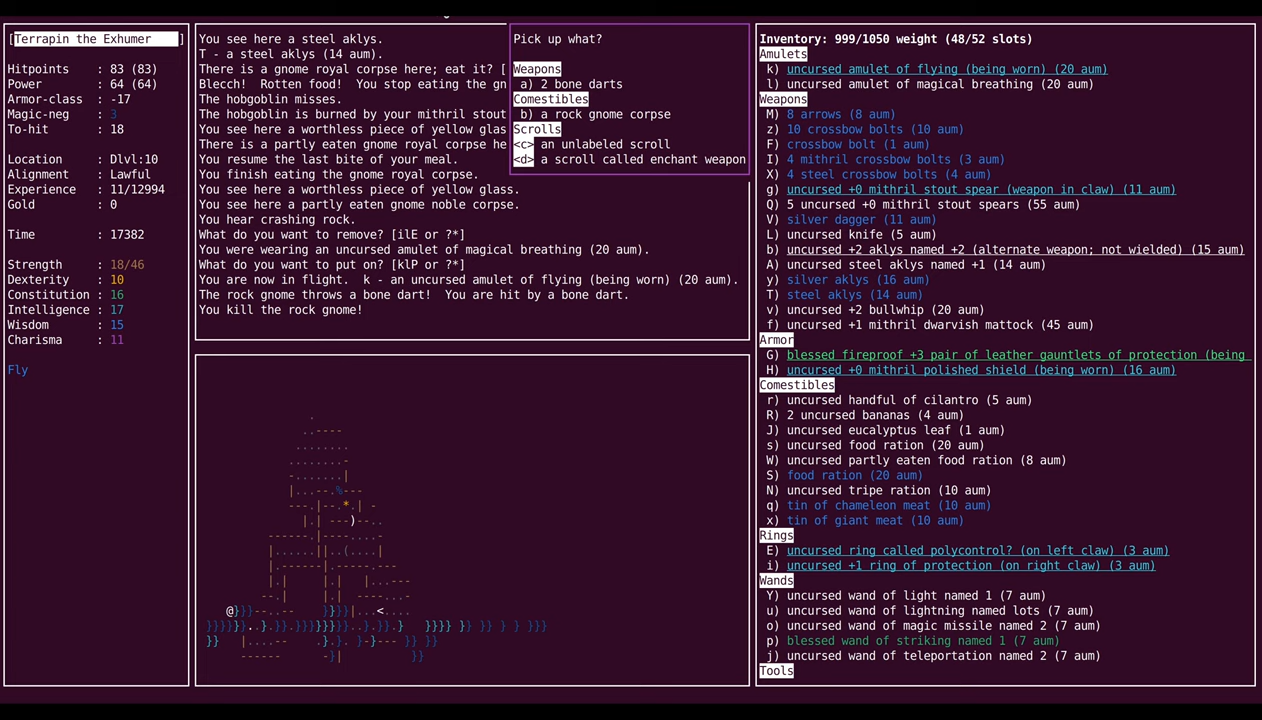 [Terrapin the Exhumer ]
Hitpoints : 83 (83)
Power : 64 (64)
Armor-class : -17
Magic-neg : 3
To-hit : 18
Location : Dlvl:10
Alignment : Lawful
Experience : 11/12994
Gold : 0
Time : 17382
Strength : 18/46
Dexterity : 10
Constitution : 16
Intelligence : 17
Wisdom : 15
Charisma : 11
Fly
You see here a steel aklys.
T - a steel aklys (14 aum).
There is a gnome royal corpse here; eat it? [
Blecch! Rotten food! You stop eating the gn
The hobgoblin misses.
The hobgoblin is burned by your mithril stout
You see here a worthless piece of yellow glas
There is a partly eaten gnome royal corpse he
You resume the last bite of your meal.
You finish eating the gnome royal corpse.
You see here a worthless piece of yellow glass.
You see here a partly eaten gnome noble corpse.
You hear crashing rock.
What do you want to remove? [ilE or ?*]
You were wearing an uncursed amulet of magical breathing (20 aum).
What do you want to put on? [klP or ?*]
You are now in flight. k - an uncursed amulet of flying (being worn) (20 aum).
The rock gnome throws a bone dart! You are hit by a bone dart.
You kill the rock gnome!
Pick up what?
Weapons
a) 2 bone darts
Comestibles
b) a rock gnome corpse
Scrolls
<c> an unlabeled scroll
<d> a scroll called enchant weapon
Inventory: 999/1050 weight (48/52 slots)
Amulets
k) uncursed amulet of flying (being worn) (20 aum)
l) uncursed amulet of magical breathing (20 aum)
Weapons
M) 8 arrows (8 aum)
z) 10 crossbow bolts (10 aum)
F) crossbow bolt (1 aum)
I) 4 mithril crossbow bolts (3 aum)
X) 4 steel crossbow bolts (4 aum)
g) uncursed +0 mithril stout spear (weapon in claw) (11 aum)
Q) 5 uncursed +0 mithril stout spears (55 aum)
V) silver dagger (11 aum)
L) uncursed knife (5 aum)
b) uncursed +2 aklys named +2 (alternate weapon; not wielded) (15 aum)
A) uncursed steel aklys named +1 (14 aum)
y) silver aklys (16 aum)
T) steel aklys (14 aum)
v) uncursed +2 bullwhip (20 aum)
f) uncursed +1 mithril dwarvish mattock (45 aum)
Armor
G) blessed fireproof +3 pair of leather gauntlets of protection (being
H) uncursed +0 mithril polished shield (being worn) (16 aum)
Comestibles
r) uncursed handful of cilantro (5 aum)
R) 2 uncursed bananas (4 aum)
J) uncursed eucalyptus leaf (1 aum)
s) uncursed food ration (20 aum)
W) uncursed partly eaten food ration (8 aum)
S) food ration (20 aum)
N) uncursed tripe ration (10 aum)
q) tin of chameleon meat (10 aum)
x) tin of giant meat (10 aum)
Rings
E) uncursed ring called polycontrol? (on left claw) (3 aum)
i) uncursed +1 ring of protection (on right claw) (3 aum)
Wands
Y) uncursed wand of light named 1 (7 aum)
u) uncursed wand of lightning named lots (7 aum)
o) uncursed wand of magic missile named 2 (7 aum)
p) blessed wand of striking named 1 (7 aum)
j) uncursed wand of teleportation named 2 (7 aum)
Tools